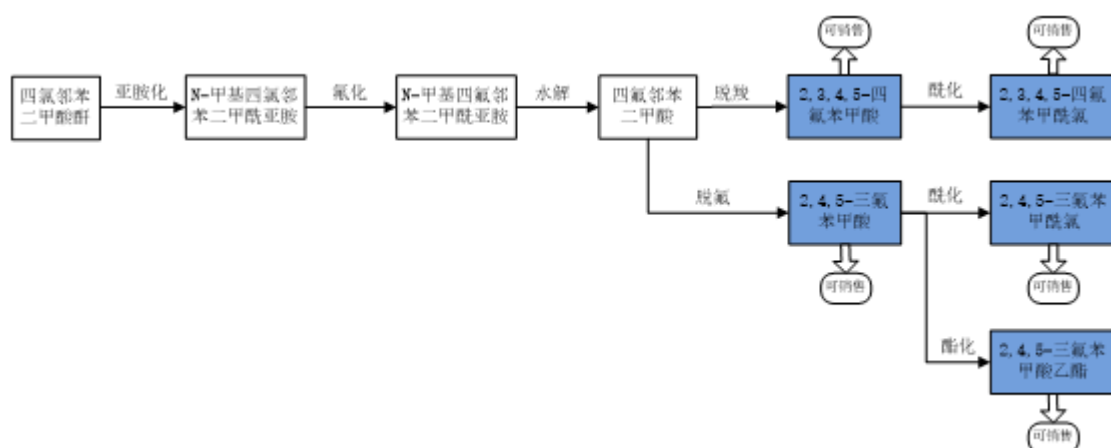 可销售
可销售
四氯邻苯
二甲酸酐
亚胺化
N-甲基四氯邻
苯二甲酰亚胺
氟化
N-甲基四氟邻
苯二甲酰亚胺
水解
四氟邻苯
二甲酸
脱羧
2,3,4,5-四
氟苯甲酸
酰化
2,3,4,5-四氟
苯甲酰氯
脱氟
2,4,5-三氟
苯甲酸
酰化
2,4,5-三氟苯
甲酰氯
可销售
可销售
酯化
2,4,5-三氟苯
甲酸乙酯
可销售